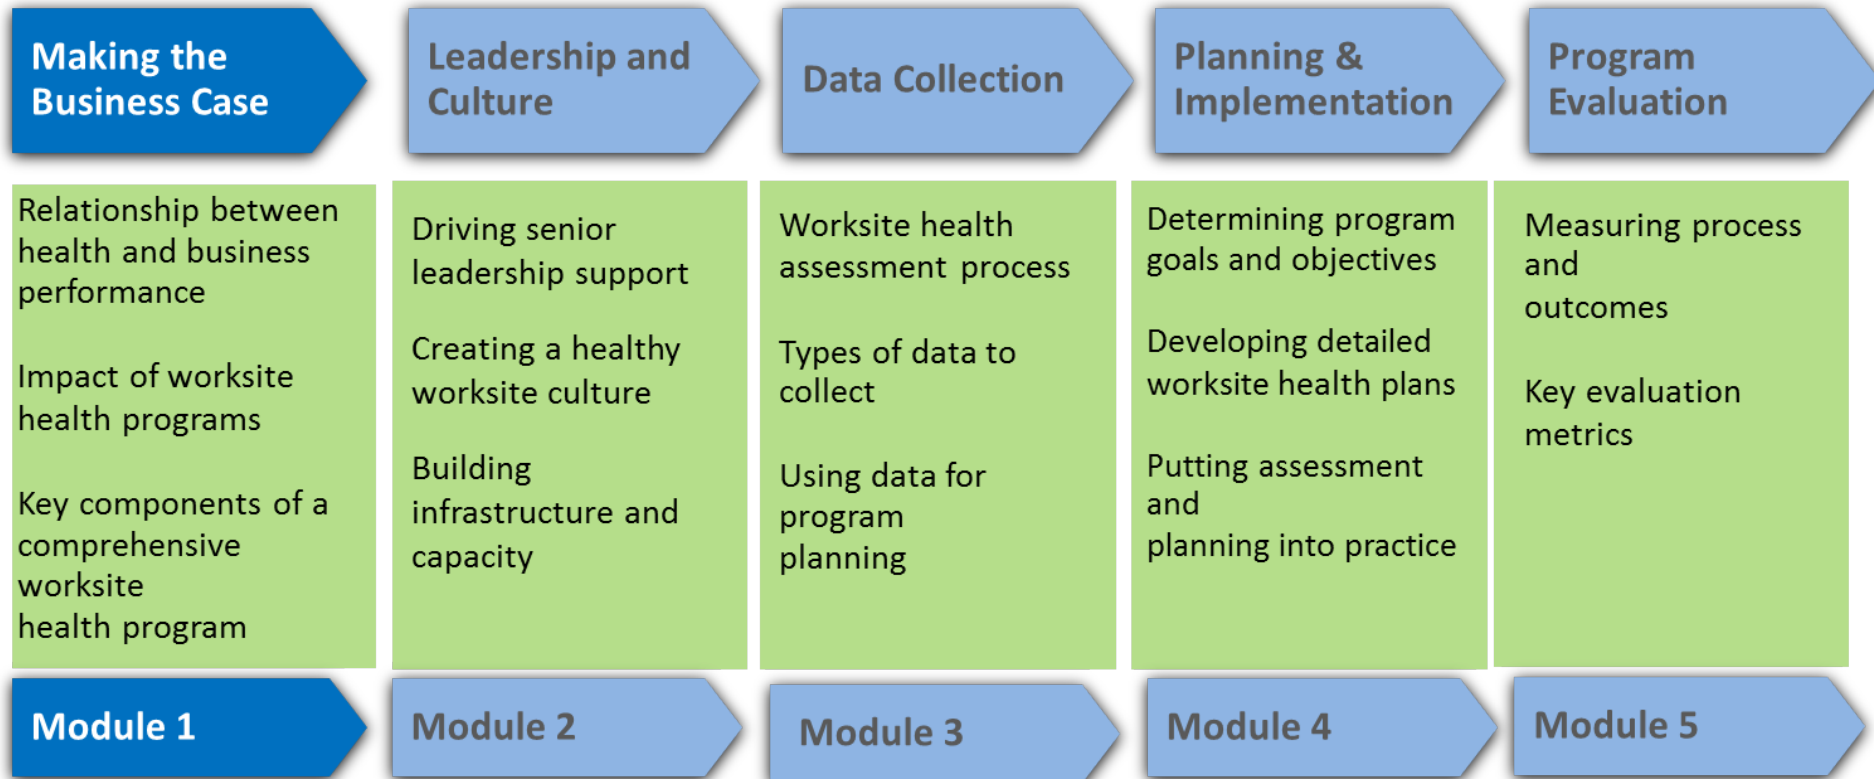 Making the
Business Case
Leadership and
Culture
Data Collection
Planning &
Implementation
Program
Evaluation
Relationship between
health and business
performance
Impact of worksite
health programs
Key components of a
comprehensive
worksite
health program
Driving senior
leadership support
Creating a healthy
worksite culture
Building
infrastructure and
capacity
Worksite health
assessment process
Types of data to
collect
Using data for
program
planning
Determining program
goals and objectives
Developing detailed
worksite health plans
Putting assessment
and
planning into practice
Measuring process
and
outcomes
Key evaluation
metrics
Module 1
Module 2
Module 3
Module 4
Module 5